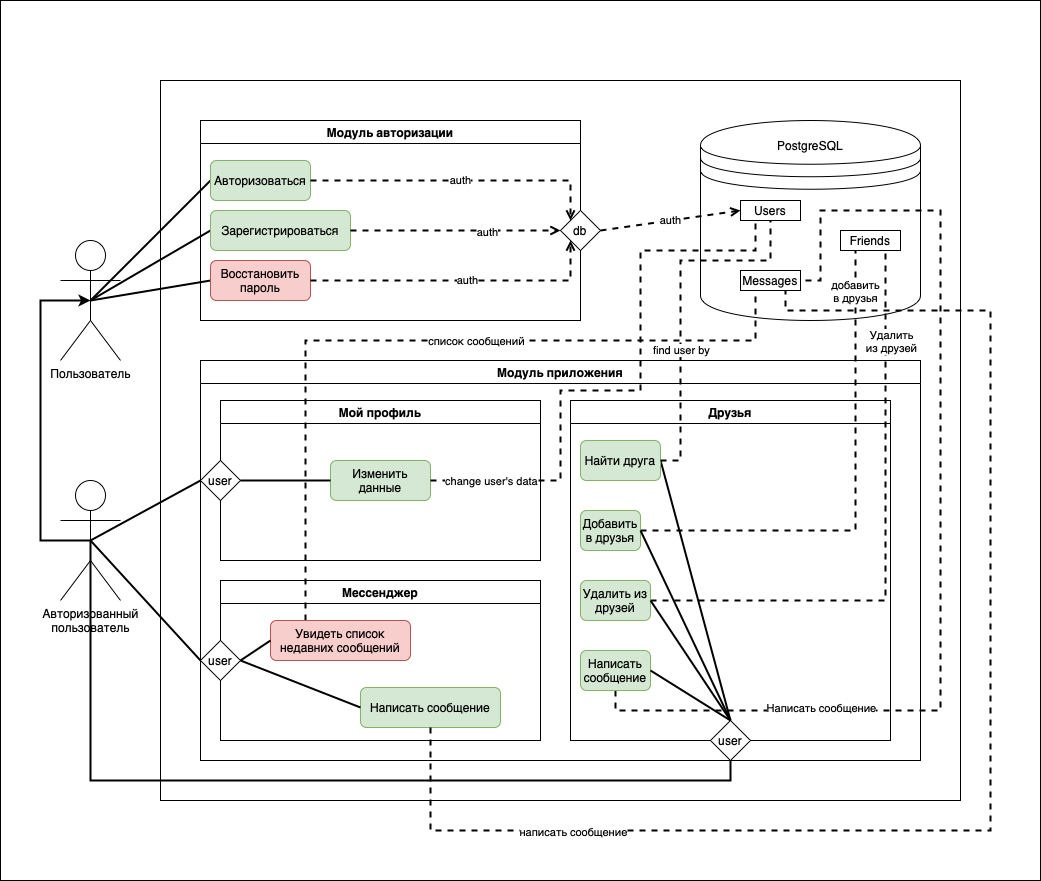 Модуль авторизации
Авторизоваться
auth
Зарегистрироваться
auth
db
Восстановить
пароль
auth
auth
PostgreSQL
Users
Friends
Messages
добавить
в друзья
Удалить
из друзей
Пользователь
список сообщений
find user by
Модуль приложения
Мой профиль
user
Изменить
данные
change user's data
Друзья
Найти друга
Добавить
в друзья
Удалить из
друзей
Написать
сообщение
Написать сообщение
user
Авторизованный
пользователь
Мессенджер
user
Увидеть список
недавних сообщений
Написать сообщение
написать сообщение